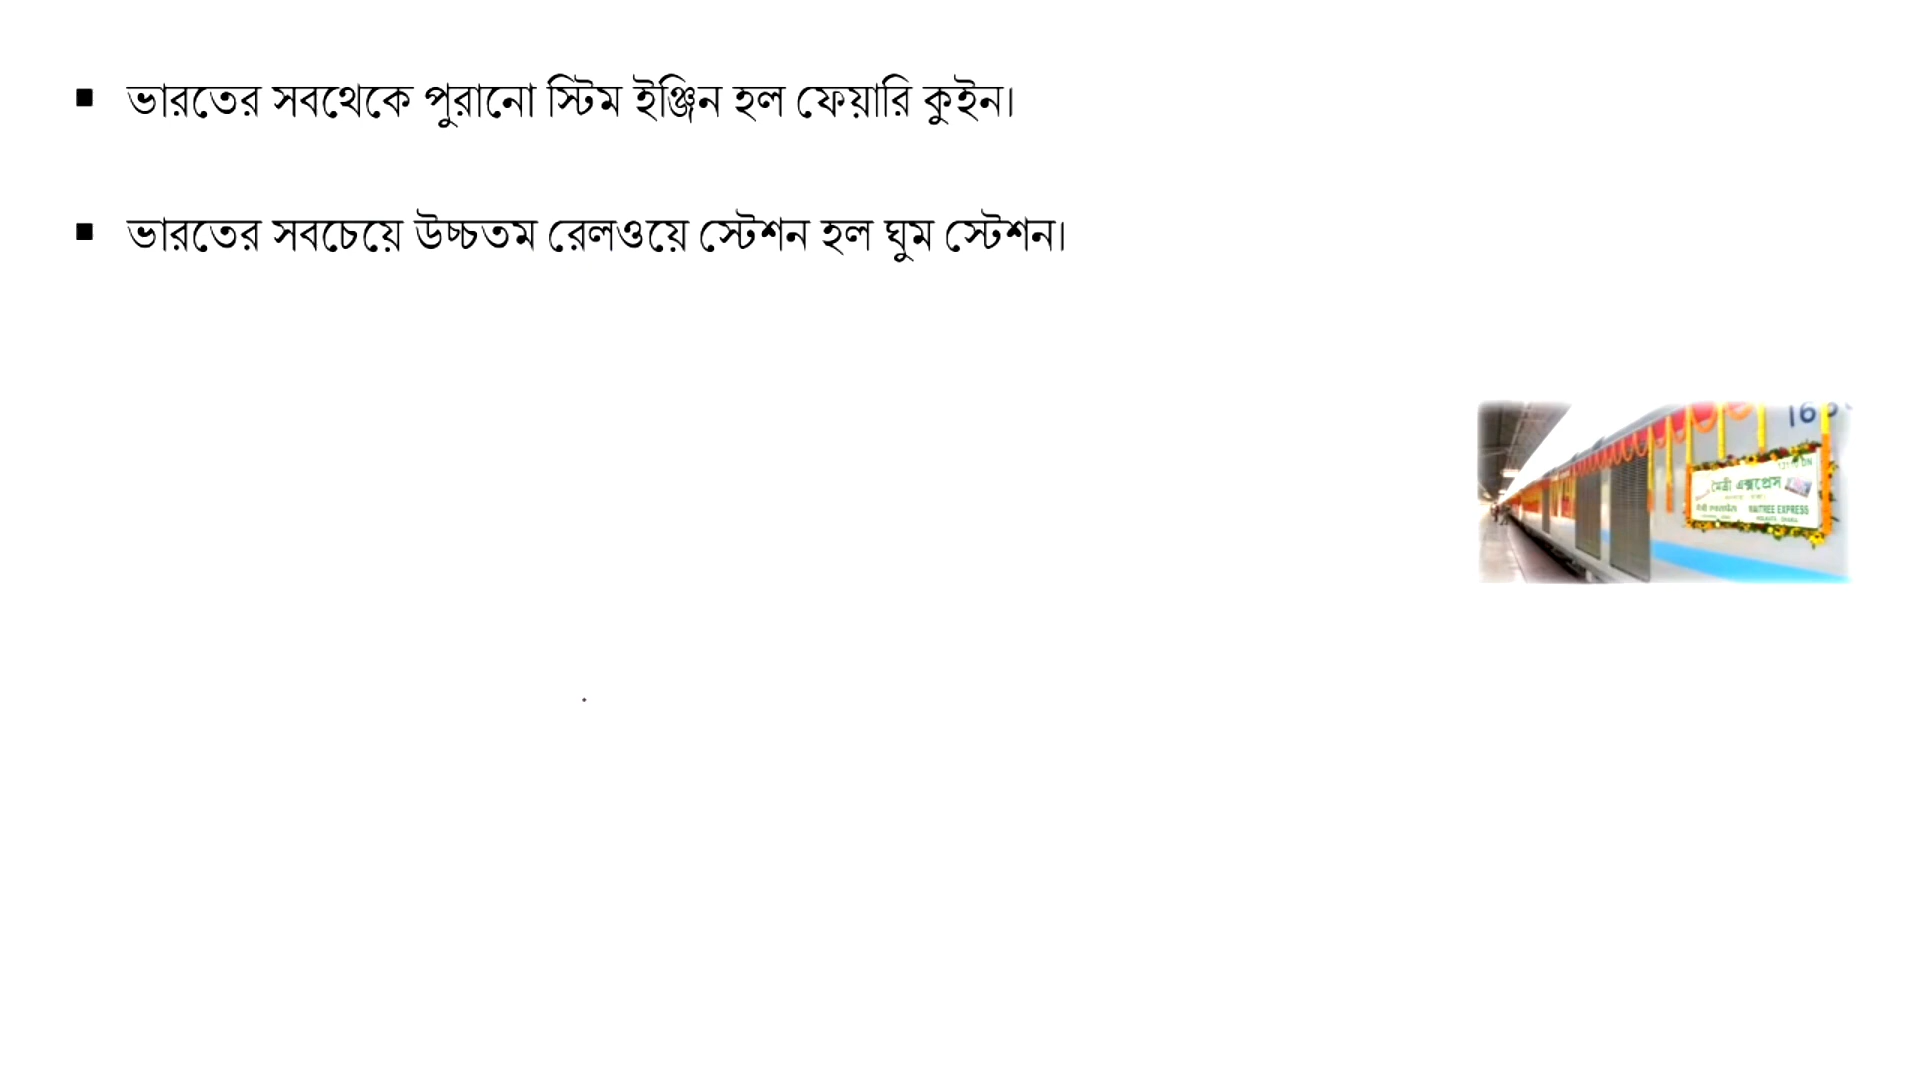 ভারতের সবথেকে পুরানো স্টিম ইঞ্জিন হল ফেয়ারি কুইন।
ভারতের সবচেয়ে উচ্চতম রেলওয়ে স্টেশন হল ঘুম স্টেশন।
মৈত্রী এক্সপ্রেস
MAITREE EXPRESS